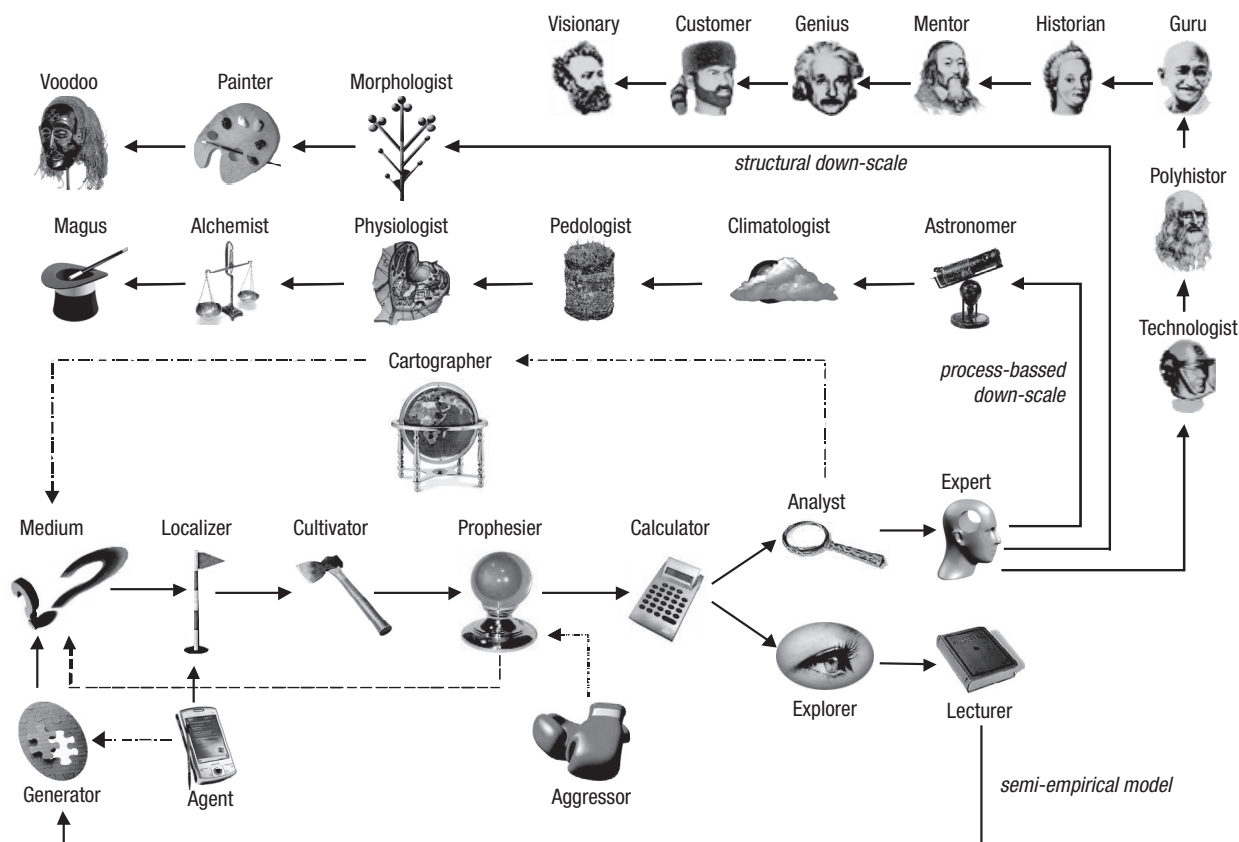 Visionary
Customer
Genius
Mentor
Historian
Guru
Voodoo
Painter
Morphologist
structural down-scale
Polyhistor
Magus
Alchemist
Physiologist
Pedologist
Climatologist
Astronomer
Technologist
Cartographer
process-bassed
down-scale
Expert
Analyst
Medium
Localizer
Cultivator
Prophesier
Calculator
Explorer
Lecturer
Generator
Agent
Aggressor
semi-empirical model